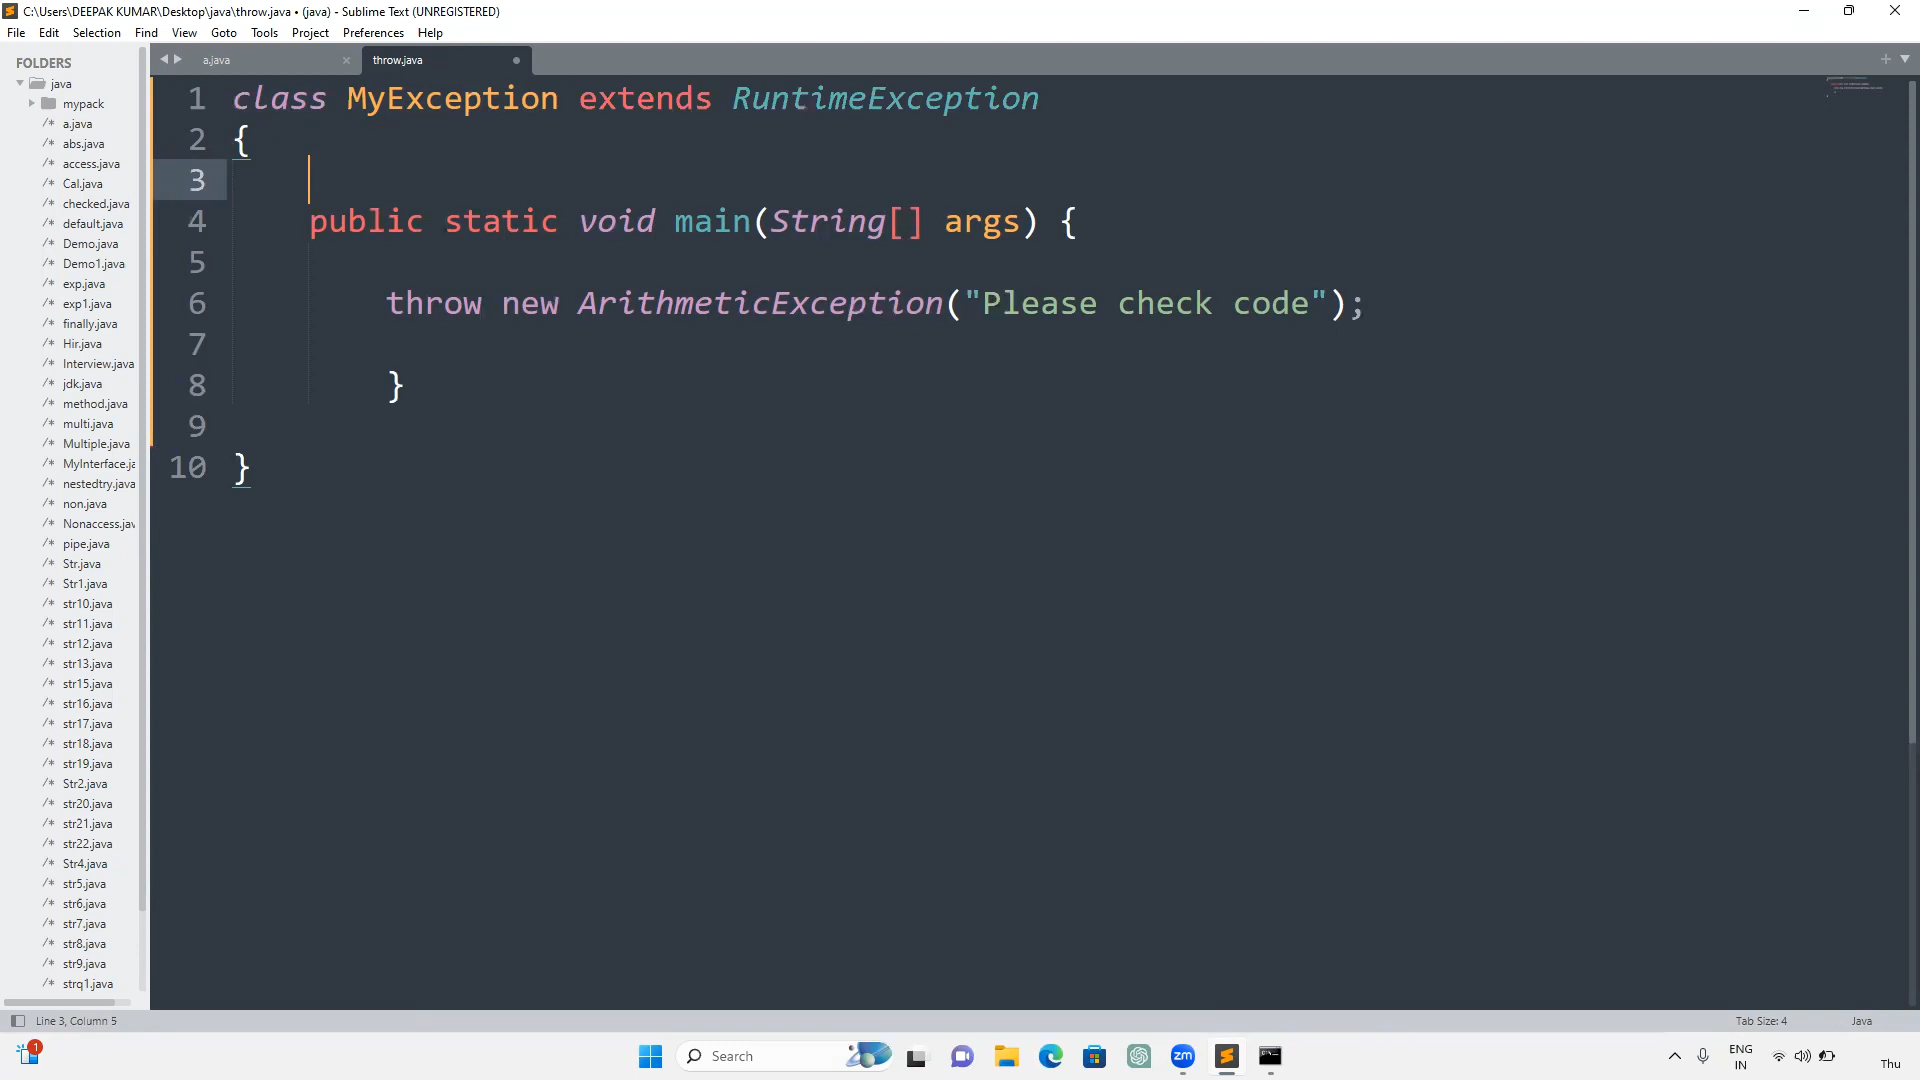 C:\Users\DEEPAK KUMAR\Desktop\java\throw.java • (java) - Sublime Text (UNREGISTERED)
File Edit Selection Find View Goto Tools Project Preferences Help
FOLDERS
java
mypack
/* a.java
/* abs.java
/* access.java
/* Cal.java
/* checked.java
/* default.java
/* Demo.java
/* Demo1.java
/* exp.java
/* exp1.java
/* finally.java
/* Hir.java
/* Interview.java
/* jdk.java
/* method.java
/* multi.java
/* Multiple.java
/* MyInterface.ja
/* nestedtry.java
/* non.java
/* Nonaccess.jav
/* pipe.java
/* Str.java
/* Str1.java
/* str10.java
/* str11.java
/* str12.java
/* str13.java
/* str15.java
/* str16.java
/* str17.java
/* str18.java
/* str19.java
/* Str2.java
/* str20.java
/* str21.java
/* str22.java
/* Str4.java
/* str5.java
/* str6.java
/* str7.java
/* str8.java
/* str9.java
/* strq1.java
a.java throw.java
1 class MyException extends RuntimeException
2 {
3
4 public static void main(String[] args) {
5
6 throw new ArithmeticException("Please check code");
7
8 }
9
10 }
Line 3, Column 5 Tab Size: 4 Java
1
Search
zm
ENG
IN
Thu